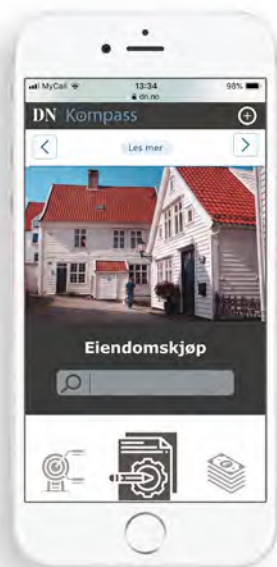 MyCall 13:34 98%
dn.no
DN Kompass
Les mer
Eiendomskjøp